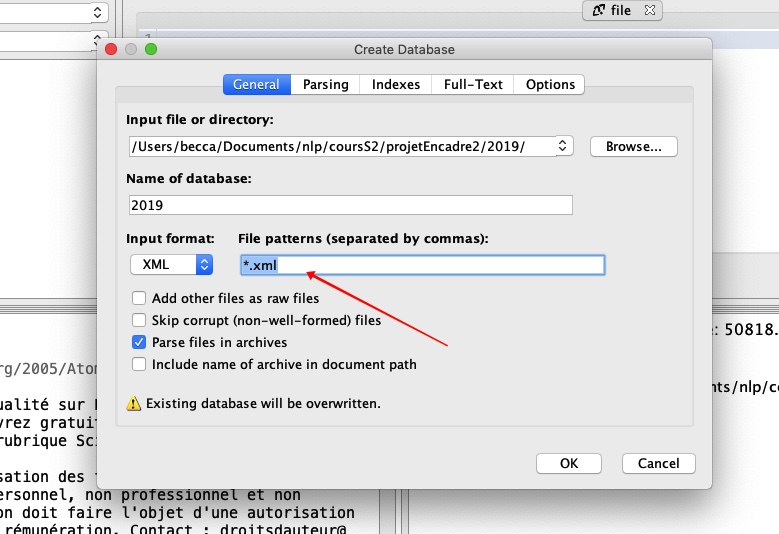 file
1
Create Database
General Parsing Indexes Full-Text Options
Input file or directory:
/Users/becca/Documents/nlp/coursS2/projetEncadre2/2019/ Browse...
Name of database:
2019
Input format: File patterns (separated by commas):
XML *.xml
Add other files as raw files
: 50818.
Skip corrupt (non-well-formed) files
Parse files in archives
Include name of archive in document path
rg/2005/Atom
nts/nlp/c
ualité sur
Existing database will be overwritten.
vrez gratuit
rubrique Sci
OK Cancel
sation des
ersonnel, non professionnel et non
on doit faire l'objet d'une autorisation
rémunération. Contact : droitsdauteur@